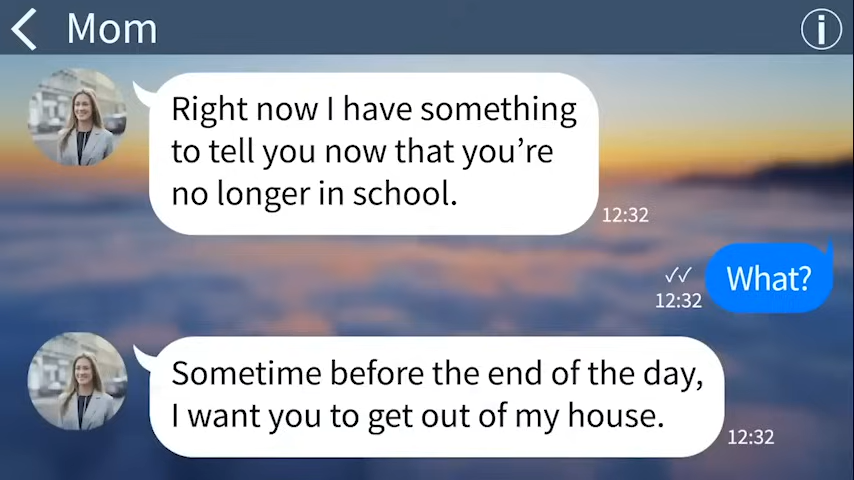 Mom
Right now I have something
to tell you now that you’re
no longer in school.
12:32
What?
12:32
Sometime before the end of the day,
I want you to get out of my house.
12:32